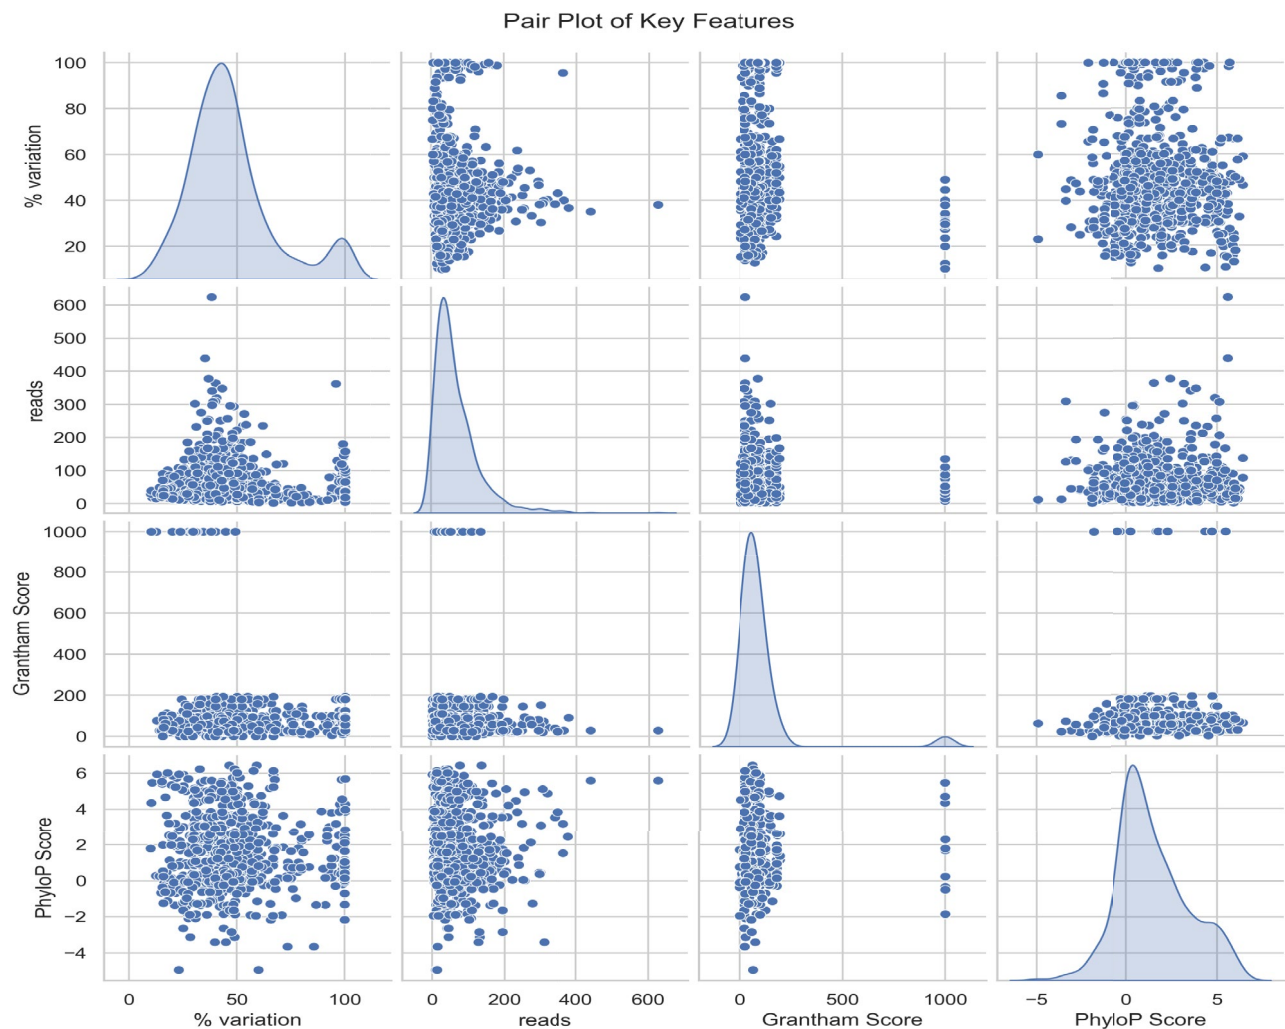 Pair Plot of Key Features
100
80
60
40
20
% variation
600
500
400
300
200
100
0
reads
1000
800
600
400
200
0
Grantham Score
6
4
2
0
−2
−4
PhyloP Score
0 50 100
0 200 400 600
0 500 1000
−5 0 5
% variation
reads
Grantham Score
PhyloP Score